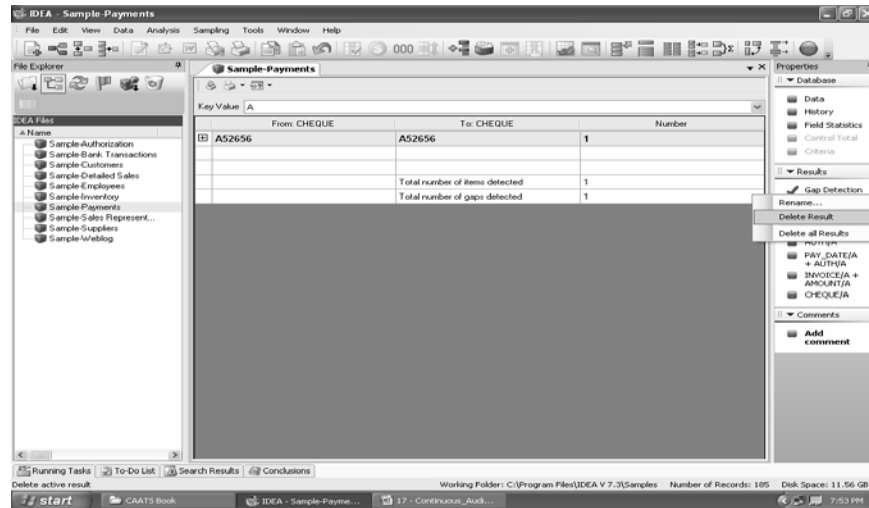 IDEA - Sample-Payments
File Edit View Data Analysis Sampling Tools Window Help
000
File Explorer
Sample-Payments
Properties
Database
Key Value A
Data
History
Field Statistics
Control Total
Criteria
IDEA Files
Name
Sample-Authorization
Sample-Bank Transactions
Sample-Customers
Sample-Detailed Sales
Sample-Employees
Sample-Inventory
Sample-Payments
Sample-Sales Represent...
Sample-Suppliers
Sample-Weblog
From: CHEQUE To: CHEQUE Number
A52656 A52656 1
Total number of items detected 1
Total number of gaps detected 1
Results
Gap Detection
Rename...
Delete Result
Delete all Results
AUTH/A
PAY_DATE/A
+ AUTH/A
INVOICE/A +
AMOUNT/A
CHEQUE/A
Comments
Add
comment
Running Tasks To-Do List Search Results Conclusions
Delete active result Working Folder: C:\Program Files\IDEA V 7.3\Samples Number of Records: 185 Disk Space: 11.56 GB
start CAATS Book IDEA - Sample-Payme... 17 - Continuous_Audi... 7:53 PM